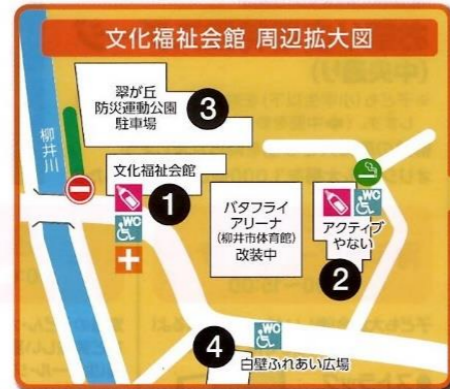 文化福祉会館 周辺拡大図
翠が丘
防災運動公園
駐車場
3
柳井川
文化福祉会館
1
WC
バタフライ
アリーナ
(柳井市体育館)
改装中
WC
アクティブ
やない
2
4
WC
白壁ふれあい広場